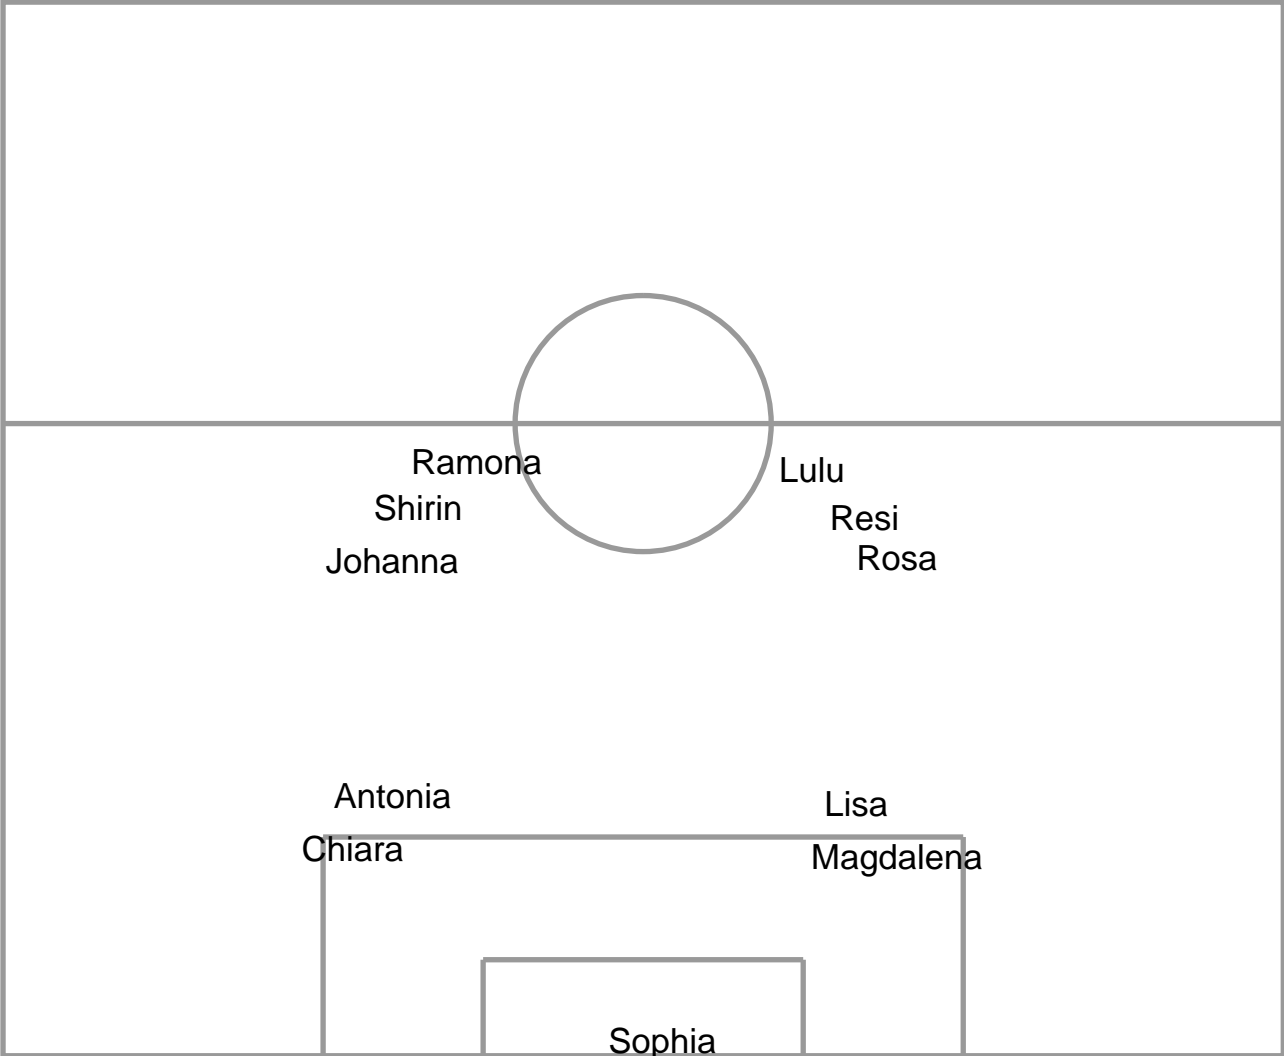 Ramona
Lulu
Shirin
Resi
Johanna
Rosa
Antonia
Lisa
Chiara
Magdalena
Sophia